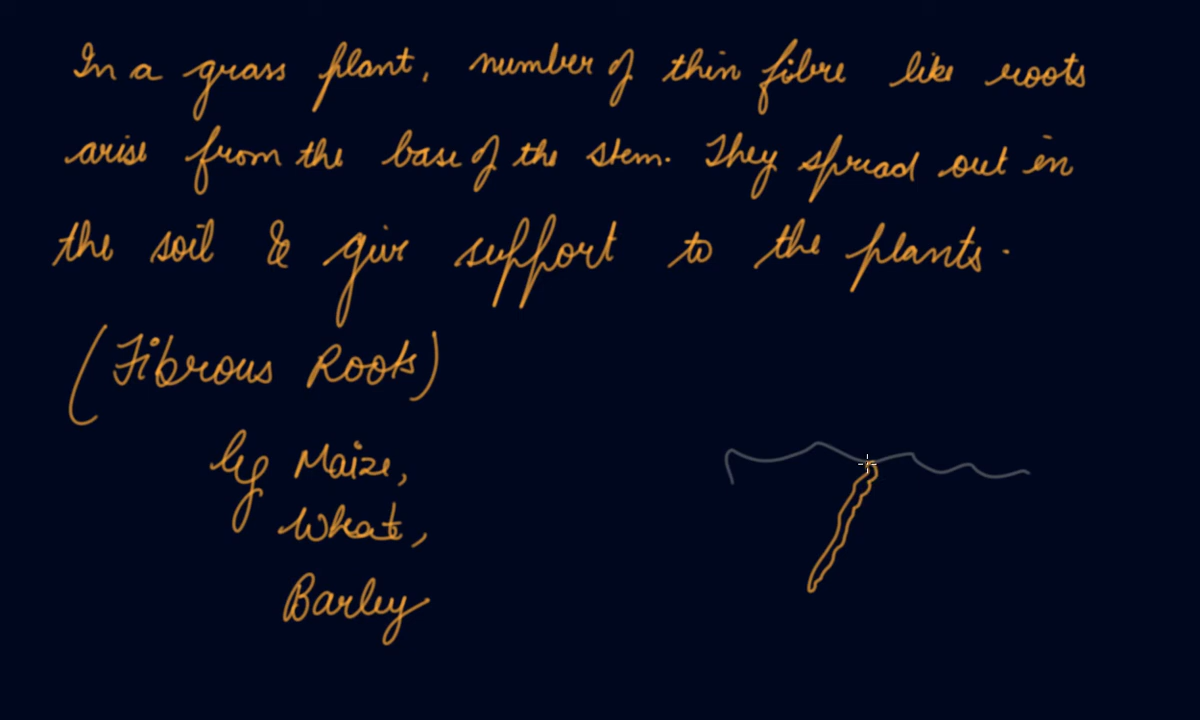 In a grass plant, number of thin fibre like roots
arise from the base of the stem. They spread out in
the soil & give support to the plants.
(Fibrous Roots)
eg Maize,
Wheat,
Barley